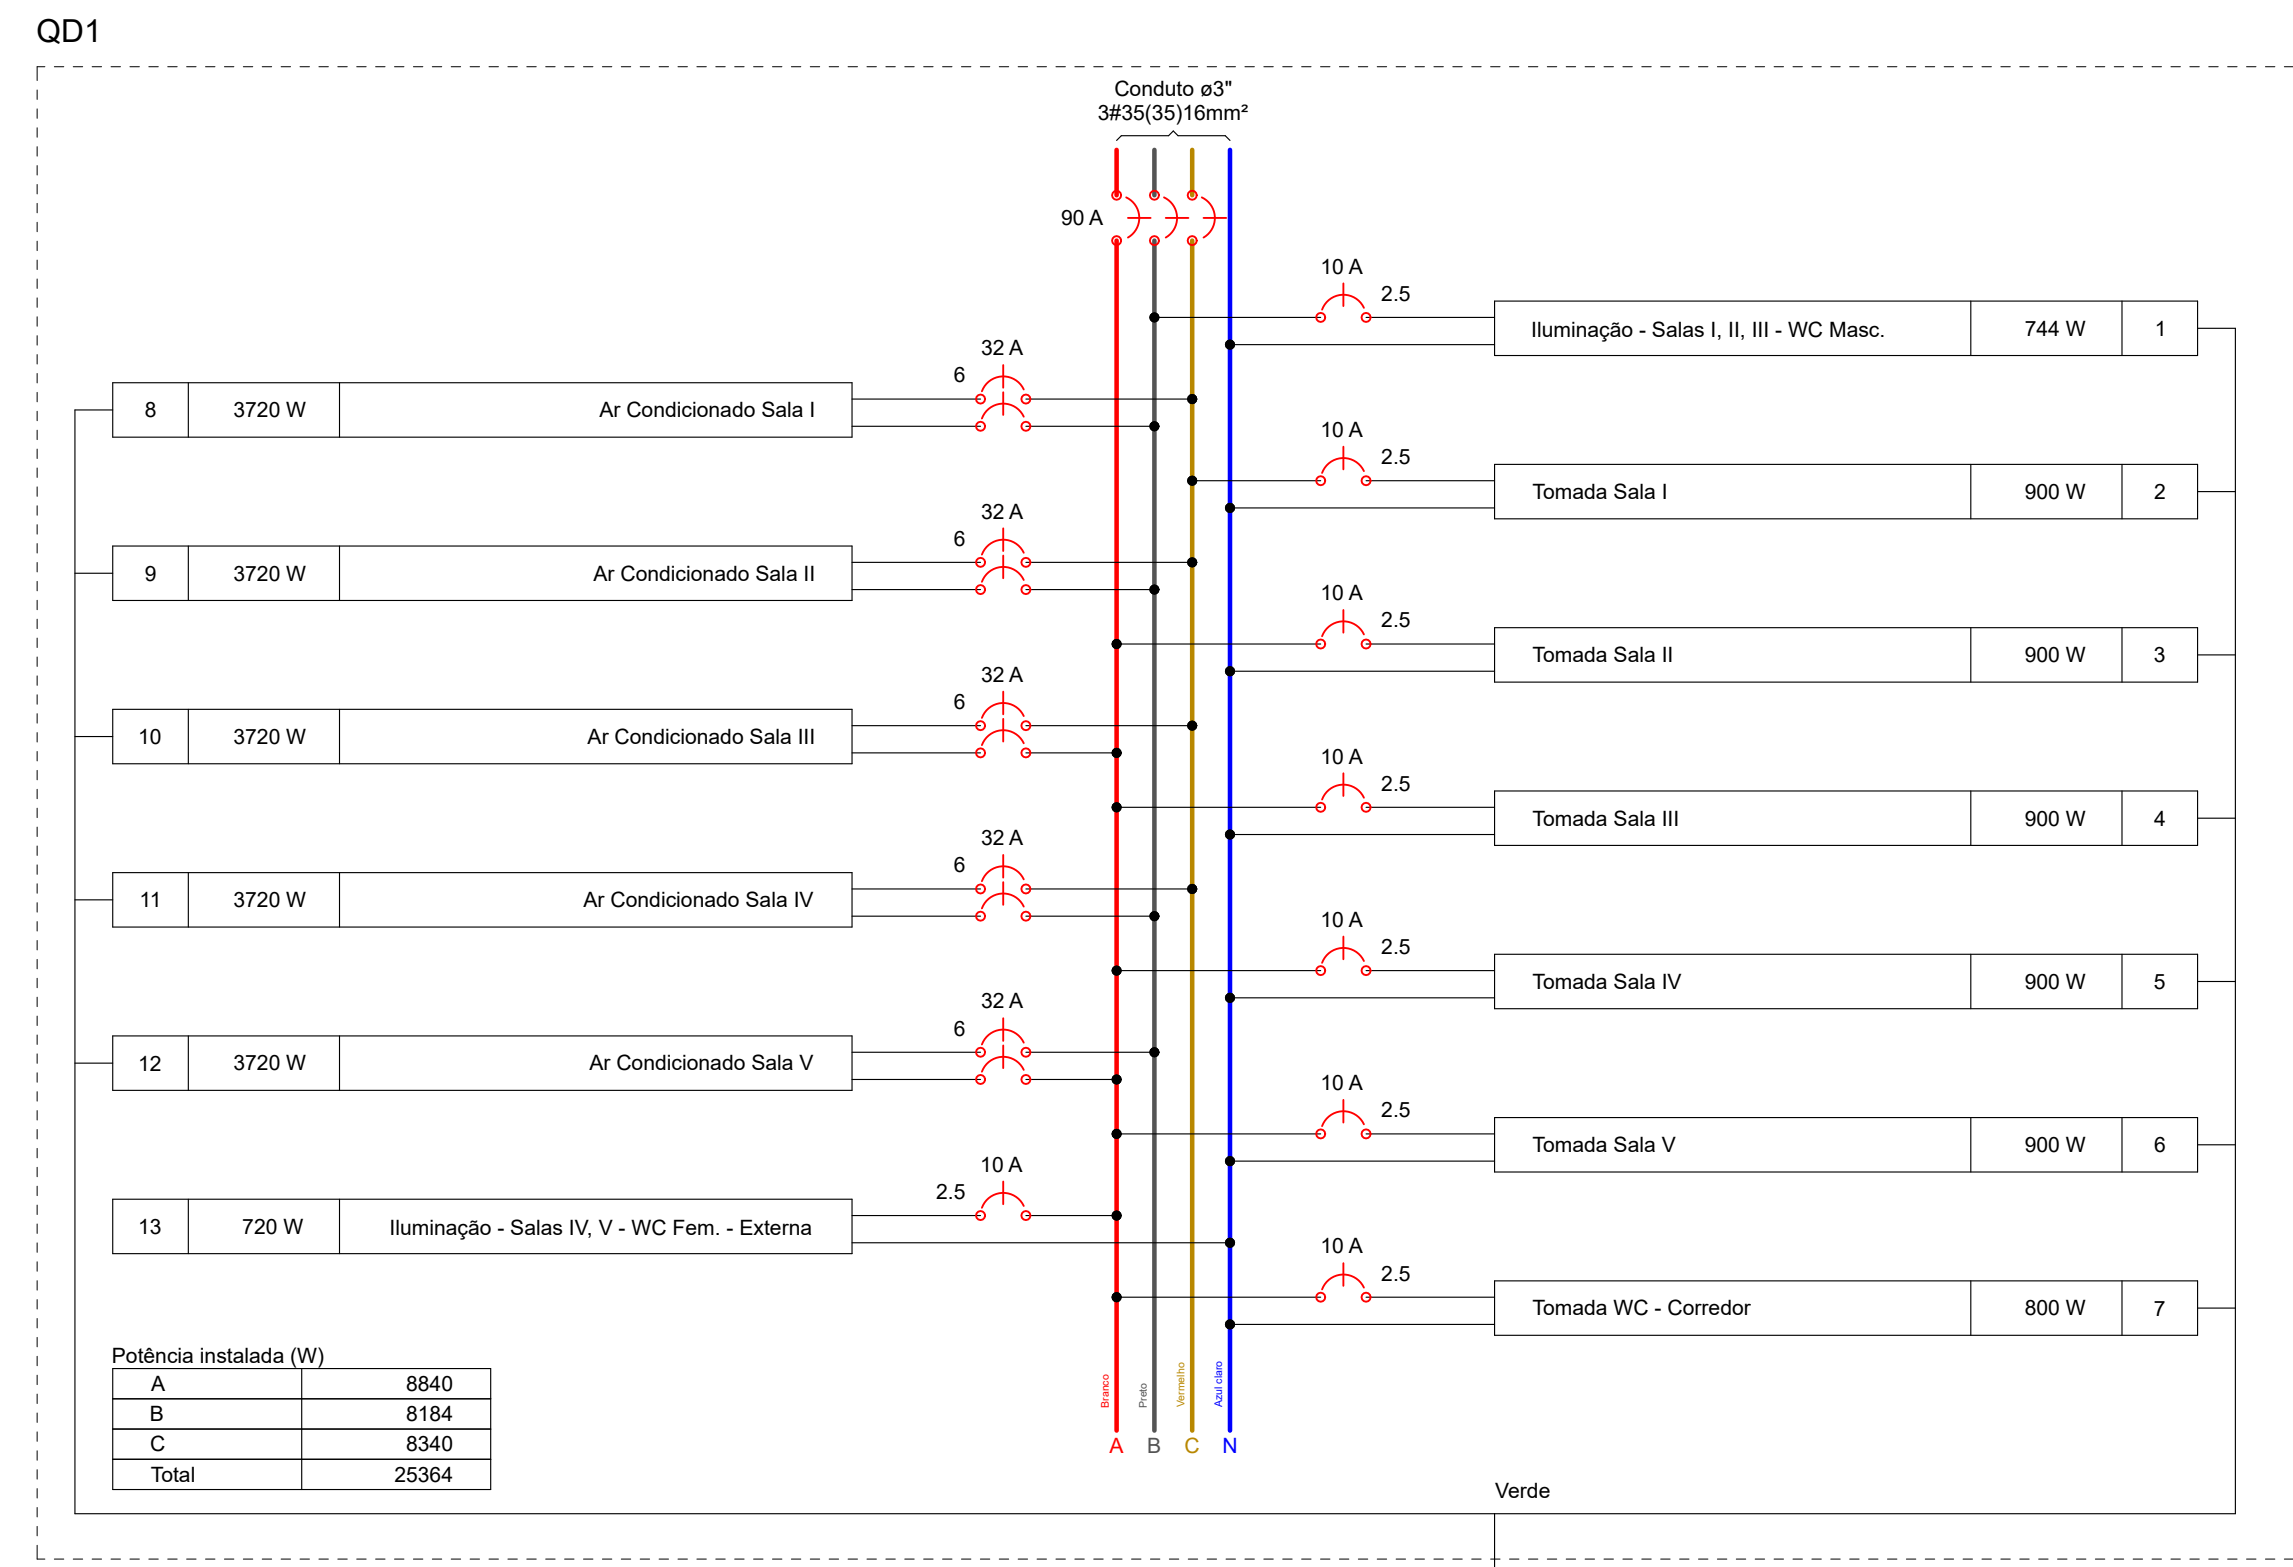 QD1
Conduto ø3"
3#35(35)16mm²
90 A
10 A
2.5
Iluminação - Salas I, II, III - WC Masc. 744 W 1
32 A
6
8 3720 W Ar Condicionado Sala I
10 A
2.5
Tomada Sala I 900 W 2
32 A
6
9 3720 W Ar Condicionado Sala II
10 A
2.5
Tomada Sala II 900 W 3
32 A
6
10 3720 W Ar Condicionado Sala III
10 A
2.5
Tomada Sala III 900 W 4
32 A
6
11 3720 W Ar Condicionado Sala IV
10 A
2.5
Tomada Sala IV 900 W 5
32 A
6
12 3720 W Ar Condicionado Sala V
10 A
2.5
Tomada Sala V 900 W 6
10 A
2.5
13 720 W Iluminação - Salas IV, V - WC Fem. - Externa
10 A
2.5
Tomada WC - Corredor 800 W 7
Potência instalada (W)
A 8840
B 8184
C 8340
Total 25364
Branco
Preto
Vermelho
Azul claro
A B C N
Verde